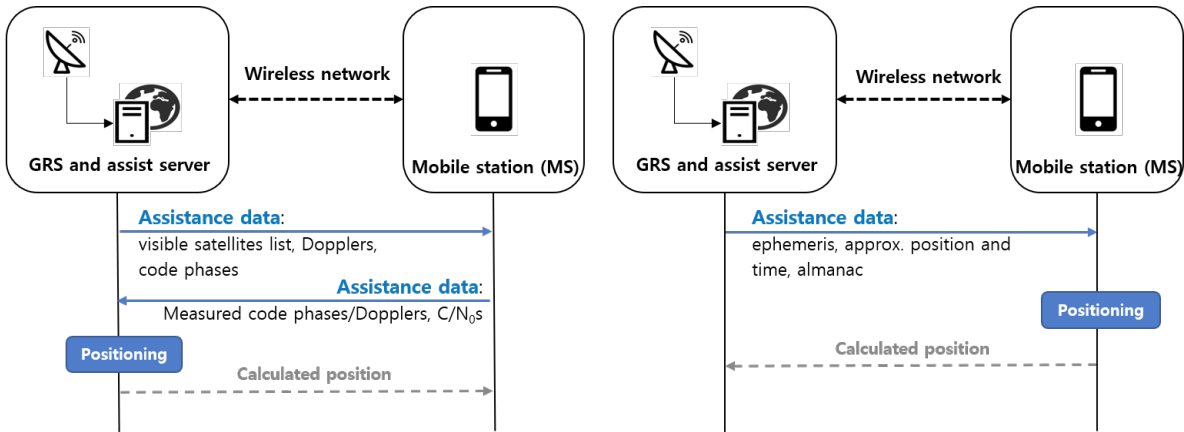 Wireless network
GRS and assist server
Mobile station (MS)
Assistance data:
visible satellites list, Dopplers,
code phases
Assistance data:
Measured code phases/Dopplers, C/N₀s
Positioning
Calculated position
Wireless network
GRS and assist server
Mobile station (MS)
Assistance data:
ephemeris, approx. position and
time, almanac
Positioning
Calculated position